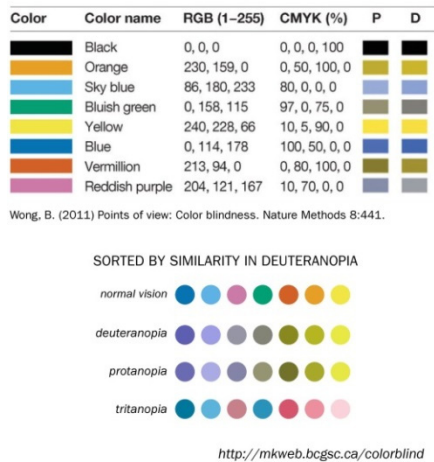 Color Color name RGB (1–255) CMYK (%) P D
Black 0, 0, 0 0, 0, 0, 100
Orange 230, 159, 0 0, 50, 100, 0
Sky blue 86, 180, 233 80, 0, 0, 0
Bluish green 0, 158, 115 97, 0, 75, 0
Yellow 240, 228, 66 10, 5, 90, 0
Blue 0, 114, 178 100, 50, 0, 0
Vermillion 213, 94, 0 0, 80, 100, 0
Reddish purple 204, 121, 167 10, 70, 0, 0
Wong, B. (2011) Points of view: Color blindness. Nature Methods 8:441.
SORTED BY SIMILARITY IN DEUTERANOPIA
normal vision
deuteranopia
protanopia
tritanopia
http://mkweb.bcgsc.ca/colorblind